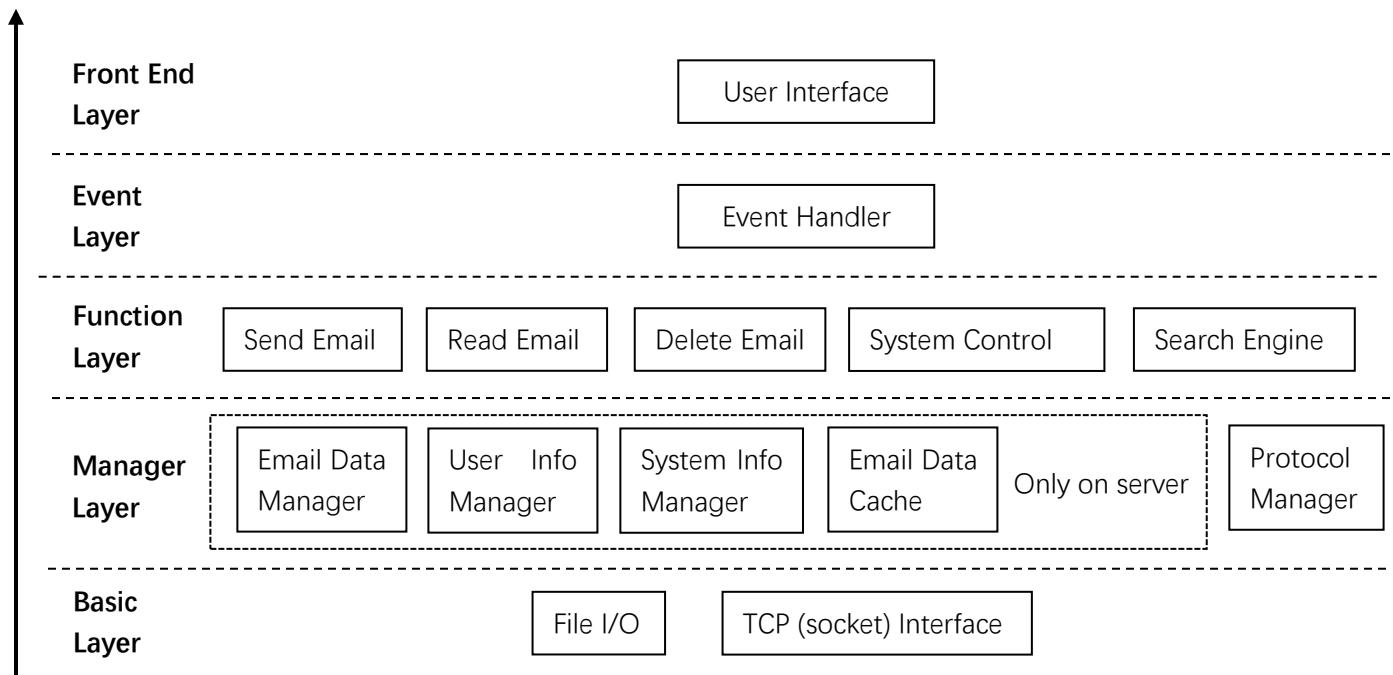 Front End
Layer
User Interface
Event
Layer
Event Handler
Function
Layer
Send Email
Read Email
Delete Email
System Control
Search Engine
Manager
Layer
Email Data
Manager
User Info
Manager
System Info
Manager
Email Data
Cache
Only on server
Protocol
Manager
Basic
Layer
File I/O
TCP (socket) Interface